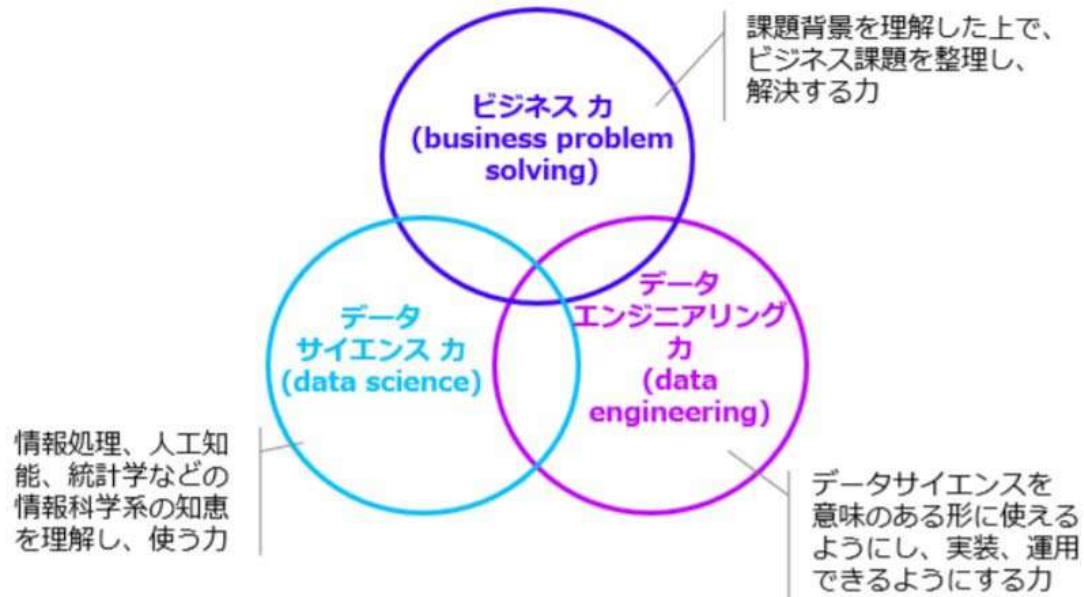 課題背景を理解した上で、
ビジネス課題を整理し、
解決する力
ビジネス 力
(business problem
solving)
データ
サイエンス 力
(data science)
データ
エンジニアリング
力
(data
engineering)
情報処理、人工知
能、統計学などの
情報科学系の知恵
を理解し、使う力
データサイエンスを
意味のある形に使える
ようにし、実装、運用
できるようにする力